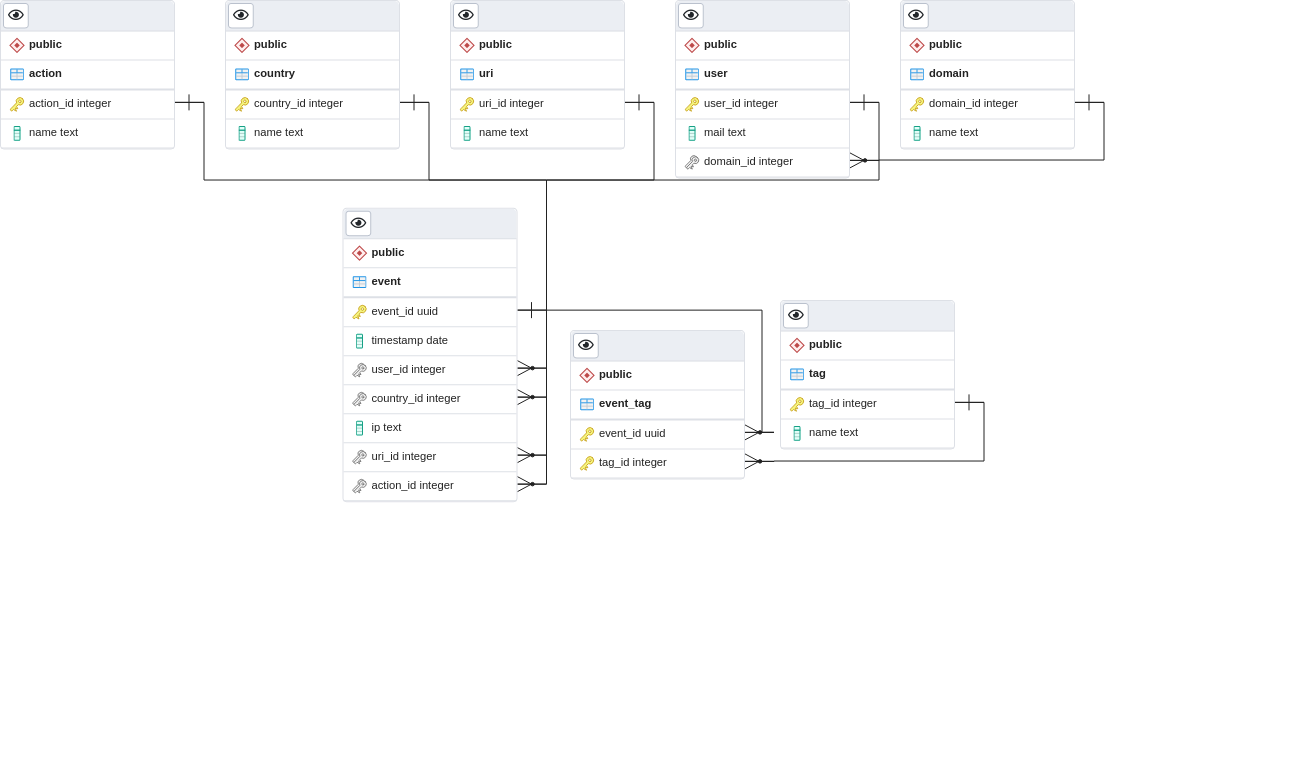 public
action
action_id integer
name text
public
country
country_id integer
name text
public
uri
uri_id integer
name text
public
user
user_id integer
mail text
domain_id integer
public
domain
domain_id integer
name text
public
event
event_id uuid
timestamp date
user_id integer
country_id integer
ip text
uri_id integer
action_id integer
public
event_tag
event_id uuid
tag_id integer
public
tag
tag_id integer
name text